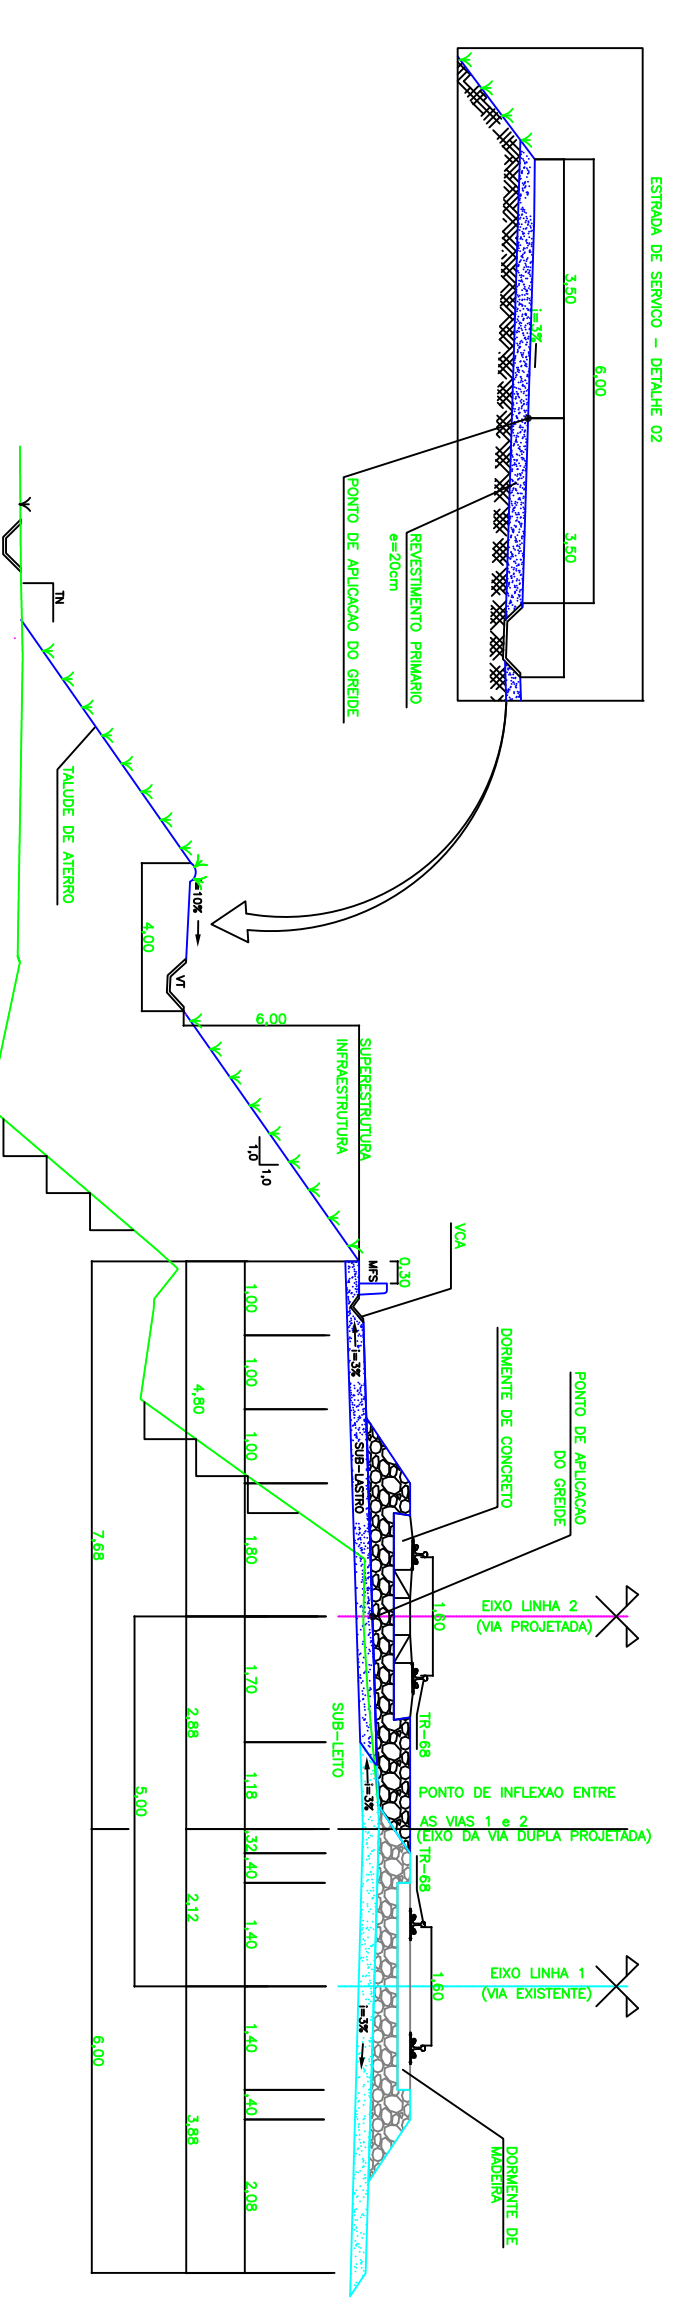 ESTRADA DE SERVICO - DETALHE 02
6,00
3,50
3,50
i=3%
PONTO DE APLICACAO DO GREIDE
REVESTIMENTO PRIMARIO
e=20cm
TN
TALUDE DE ATERRO
i=10%
4,00
VT
6,00
SUPERESTRUTURA
INFRAESTRUTURA
1,0
1,0
VCA
MFS
0,30
i=3%
SUB-LASTRO
DORMENTE DE CONCRETO
PONTO DE APLICACAO
DO GREIDE
1,60
EIXO LINHA 2
(VIA PROJETADA)
TR-68
SUB-LEITO
PONTO DE INFLEXAO ENTRE
AS VIAS 1 e 2
(EIXO DA VIA DUPLA PROJETADA)
i=3%
TR-68
1,60
EIXO LINHA 1
(VIA EXISTENTE)
i=3%
DORMENTE DE
MADEIRA
1,00
1,00
1,00
1,80
1,70
1,18
,32
,40
1,40
1,40
,40
2,08
4,80
2,88
2,12
3,88
5,00
7,68
6,00